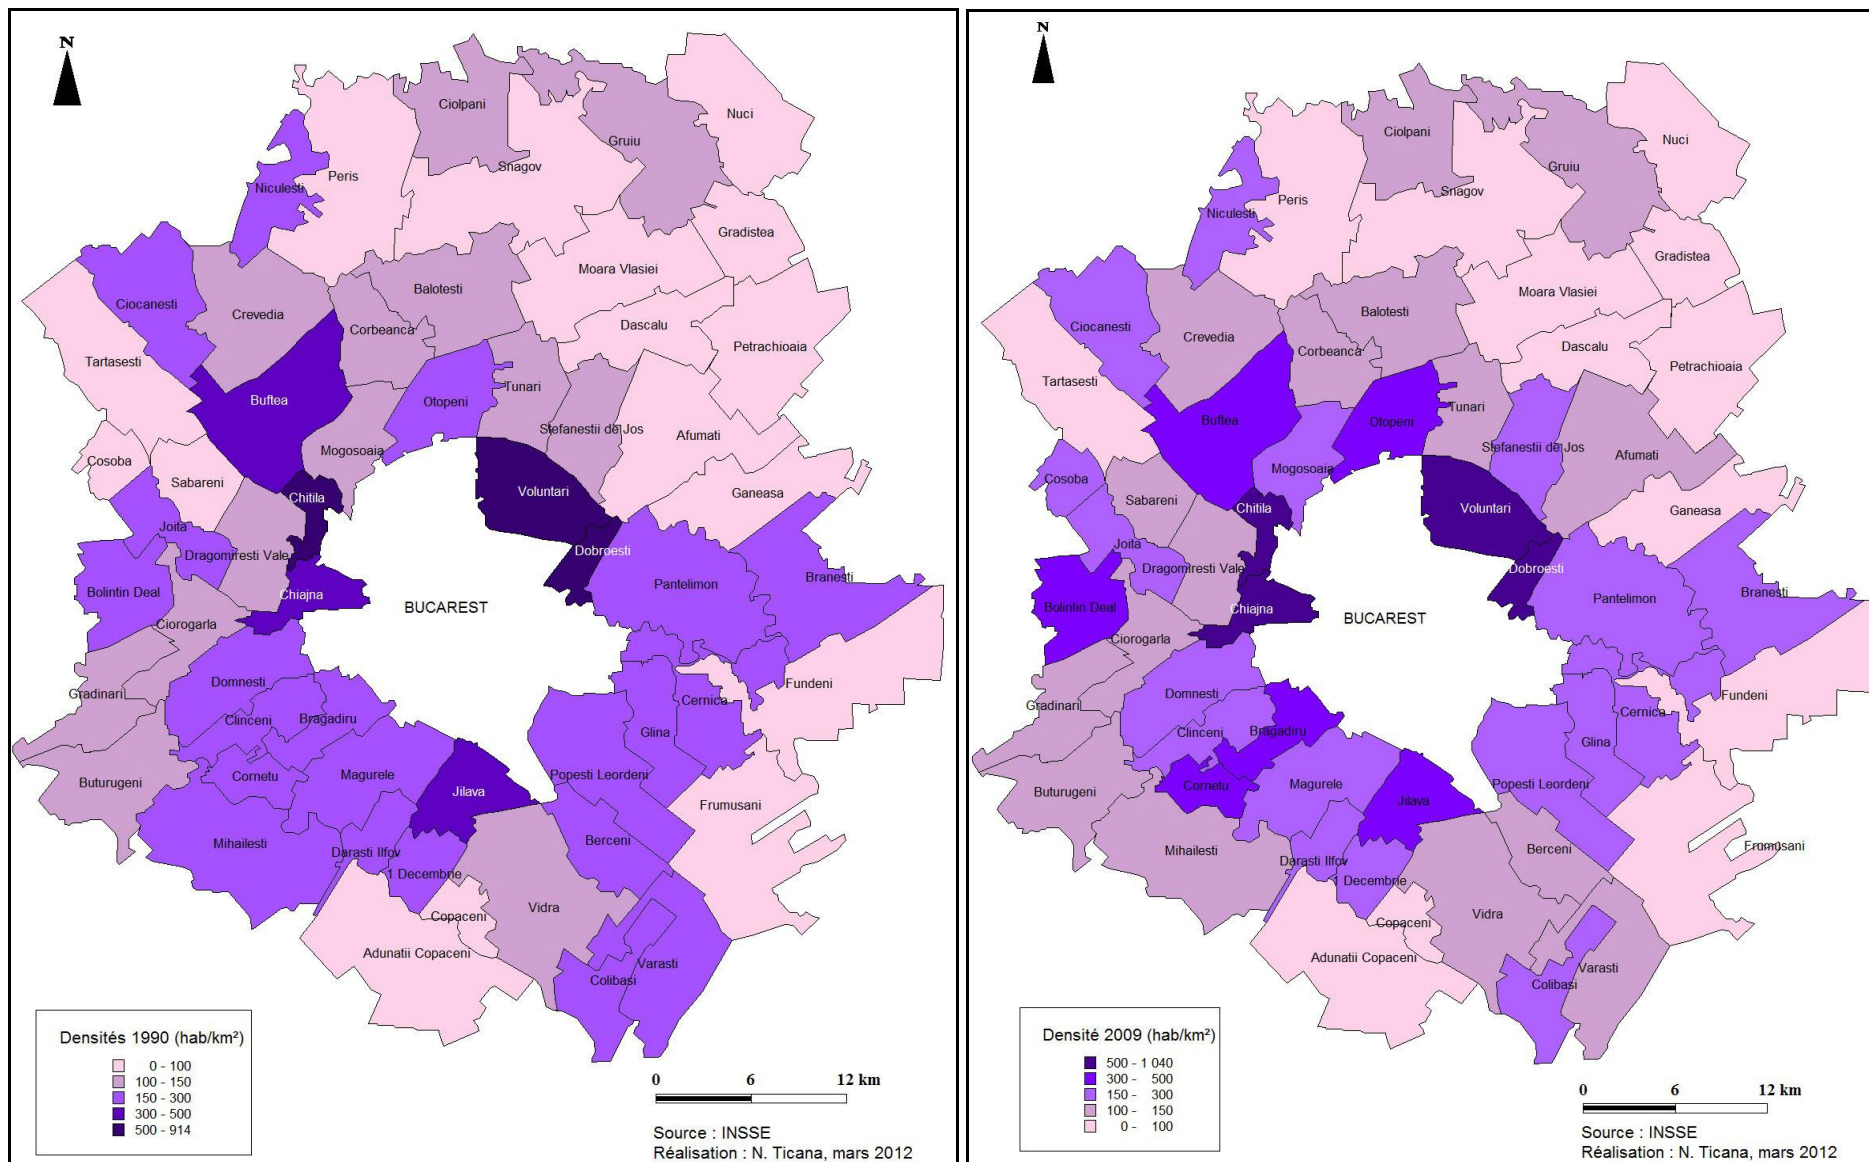 N
Ciolpani
Nuci
Gruiu
Snagov
Peris
Niculesti
Gradistea
Moara Vlasiei
Balotesti
Ciocanesti
Crevedia
Dascalu
Corbeanca
Petrachioaia
Tartasesti
Tunari
Buftea
Otopeni
Stefanestii de Jos
Afumati
Mogosoaia
Cosoba
Sabareni
Voluntari
Ganeasa
Chitila
Joita
Dobroesti
Dragomiresti Vale
Branesti
Pantelimon
Bolintin Deal
Chiajna
BUCAREST
Ciorogarla
Domnesti
Fundeni
Gradinari
Cernica
Clinceni
Bragadiru
Glina
Cornetu
Magurele
Popesti Leordeni
Buturugeni
Jilava
Frumusani
Mihailesti
Berceni
Darasti Ilfov
1 Decembrie
Vidra
Copaceni
Adunatii Copaceni
Varasti
Colibasi
Densités 1990 (hab/km²)
0 - 100
100 - 150
150 - 300
300 - 500
500 - 914
0 6 12 km
Source : INSSE
Réalisation : N. Ticana, mars 2012
N
Ciolpani
Nuci
Gruiu
Snagov
Peris
Niculesti
Gradistea
Moara Vlasiei
Balotesti
Ciocanesti
Crevedia
Dascalu
Corbeanca
Petrachioaia
Tartasesti
Tunari
Buftea
Otopeni
Stefanestii de Jos
Afumati
Mogosoaia
Cosoba
Sabareni
Voluntari
Ganeasa
Chitila
Joita
Dobroesti
Dragomiresti Vale
Branesti
Pantelimon
Bolintin Deal
Chiajna
BUCAREST
Ciorogarla
Domnesti
Fundeni
Gradinari
Cernica
Clinceni
Bragadiru
Glina
Cornetu
Magurele
Popesti Leordeni
Buturugeni
Jilava
Frumusani
Mihailesti
Berceni
Darasti Ilfov
1 Decembrie
Vidra
Copaceni
Adunatii Copaceni
Varasti
Colibasi
Densité 2009 (hab/km²)
500 - 1 040
300 - 500
150 - 300
100 - 150
0 - 100
0 6 12 km
Source : INSSE
Réalisation : N. Ticana, mars 2012